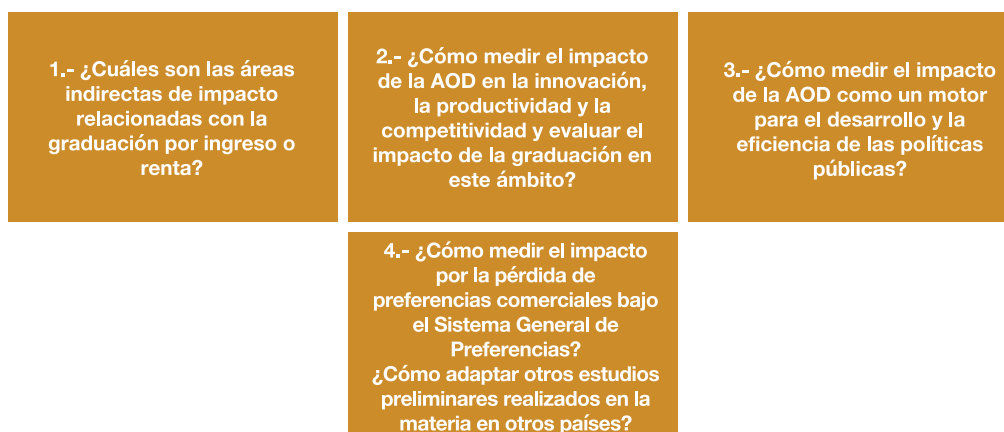 1.- ¿Cuáles son las áreas
indirectas de impacto
relacionadas con la
graduación por ingreso o
renta?
2.- ¿Cómo medir el impacto
de la AOD en la innovación,
la productividad y la
competitividad y evaluar el
impacto de la graduación en
este ámbito?
3.- ¿Cómo medir el impacto
de la AOD como un motor
para el desarrollo y la
eficiencia de las políticas
públicas?
4.- ¿Cómo medir el impacto
por la pérdida de
preferencias comerciales bajo
el Sistema General de
Preferencias?
¿Cómo adaptar otros estudios
preliminares realizados en la
materia en otros países?